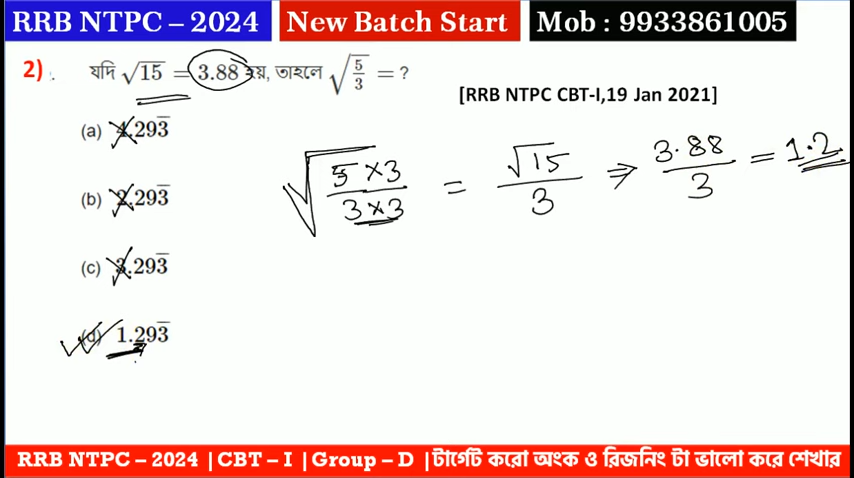 RRB NTPC – 2024 New Batch Start Mob : 9933861005
2) . যদি √15 = 3.88 হয়, তাহলে √(5/3) = ?
[RRB NTPC CBT-I,19 Jan 2021]
(a) 4.293̅
(b) 2.293̅
(c) 3.293̅
(d) 1.293̅
√(5×3/3×3) = √15/3 ⇒ 3.88/3 = 1.2
RRB NTPC – 2024 |CBT – I |Group – D |টার্গেট করো অংক ও রিজনিং টা ভালো করে শেখার